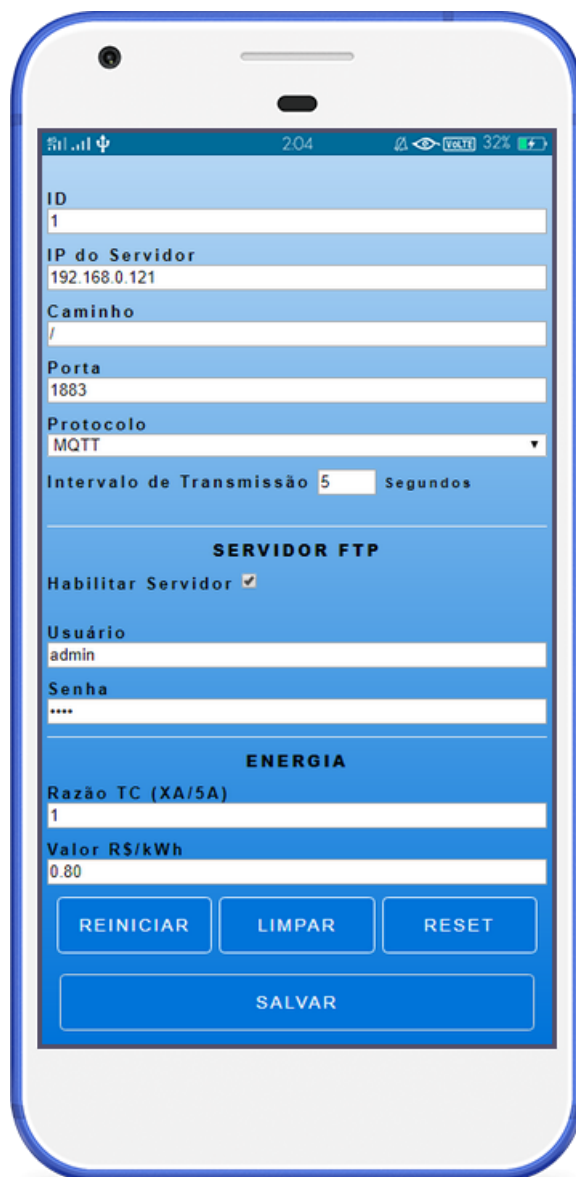 2:04
VoLTE 32%
ID
1
IP do Servidor
192.168.0.121
Caminho
/
Porta
1883
Protocolo
MQTT
Intervalo de Transmissão 5 Segundos
SERVIDOR FTP
Habilitar Servidor
Usuário
admin
Senha
••••
ENERGIA
Razão TC (XA/5A)
1
Valor R$/kWh
0.80
REINICIAR LIMPAR RESET
SALVAR